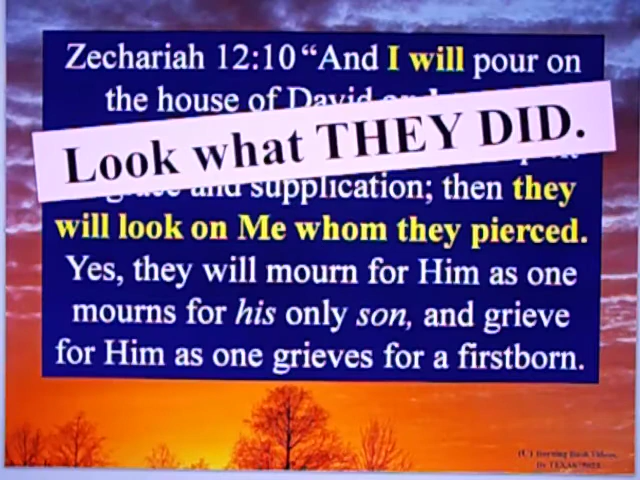 Zechariah 12:10 “And I will pour on
the house of David
Look what THEY DID.
and supplication; then they
will look on Me whom they pierced.
Yes, they will mourn for Him as one
mourns for his only son, and grieve
for Him as one grieves for a firstborn.